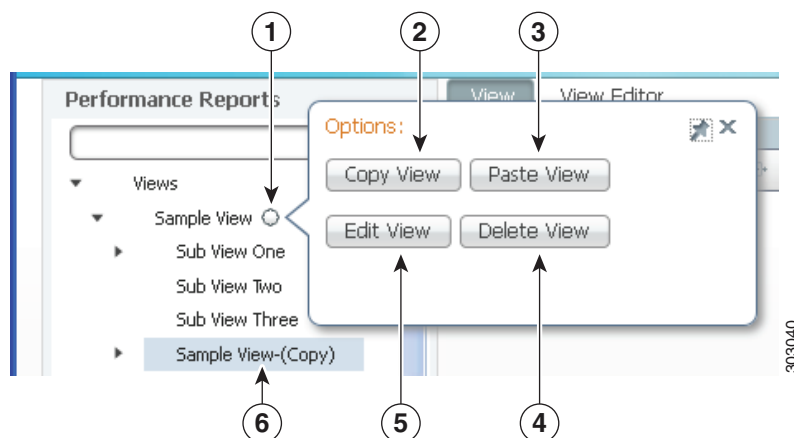 1 2 3
Performance Reports
View View Editor
Options:
Copy View Paste View
Views
Sample View
Edit View Delete View
Sub View One
Sub View Two
Sub View Three
Sample View-(Copy)
303040
6 5 4